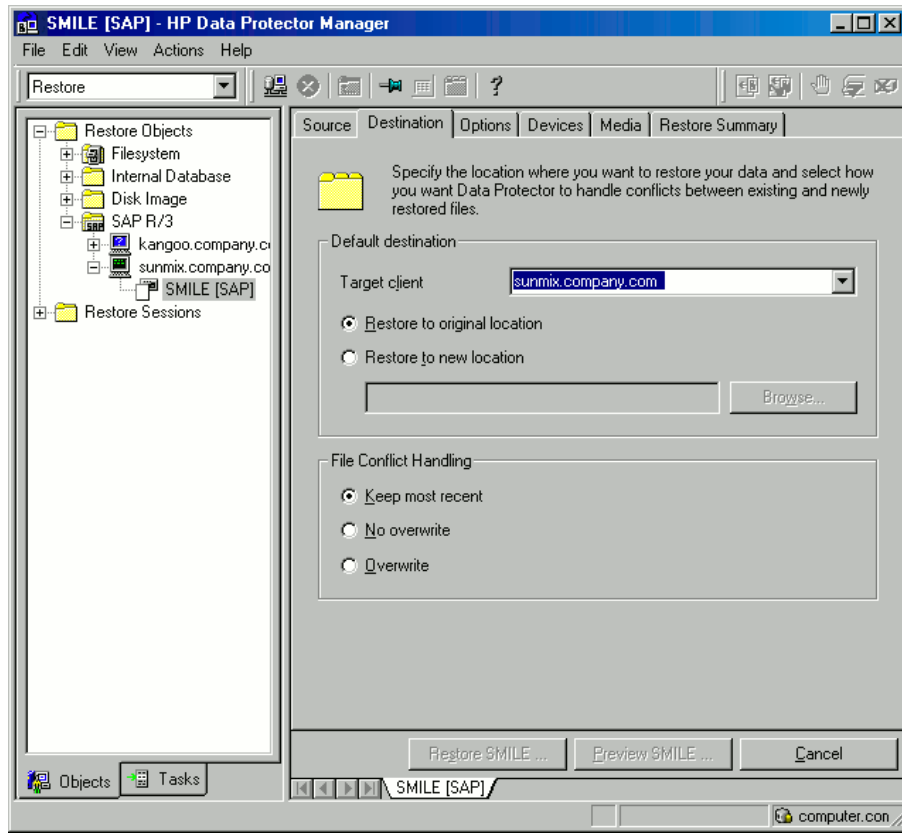 SMILE [SAP] - HP Data Protector Manager
File Edit View Actions Help
Restore
?
Restore Objects
Filesystem
Internal Database
Disk Image
SAP R/3
kangoo.company.c
sunmix.company.co
SMILE [SAP]
Restore Sessions
Objects
Tasks
Source Destination Options Devices Media Restore Summary
Specify the location where you want to restore your data and select how
you want Data Protector to handle conflicts between existing and newly
restored files.
Default destination
Target client
sunmix.company.com
Restore to original location
Restore to new location
Browse...
File Conflict Handling
Keep most recent
No overwrite
Overwrite
Restore SMILE ...
Preview SMILE ...
Cancel
SMILE [SAP]
computer.con